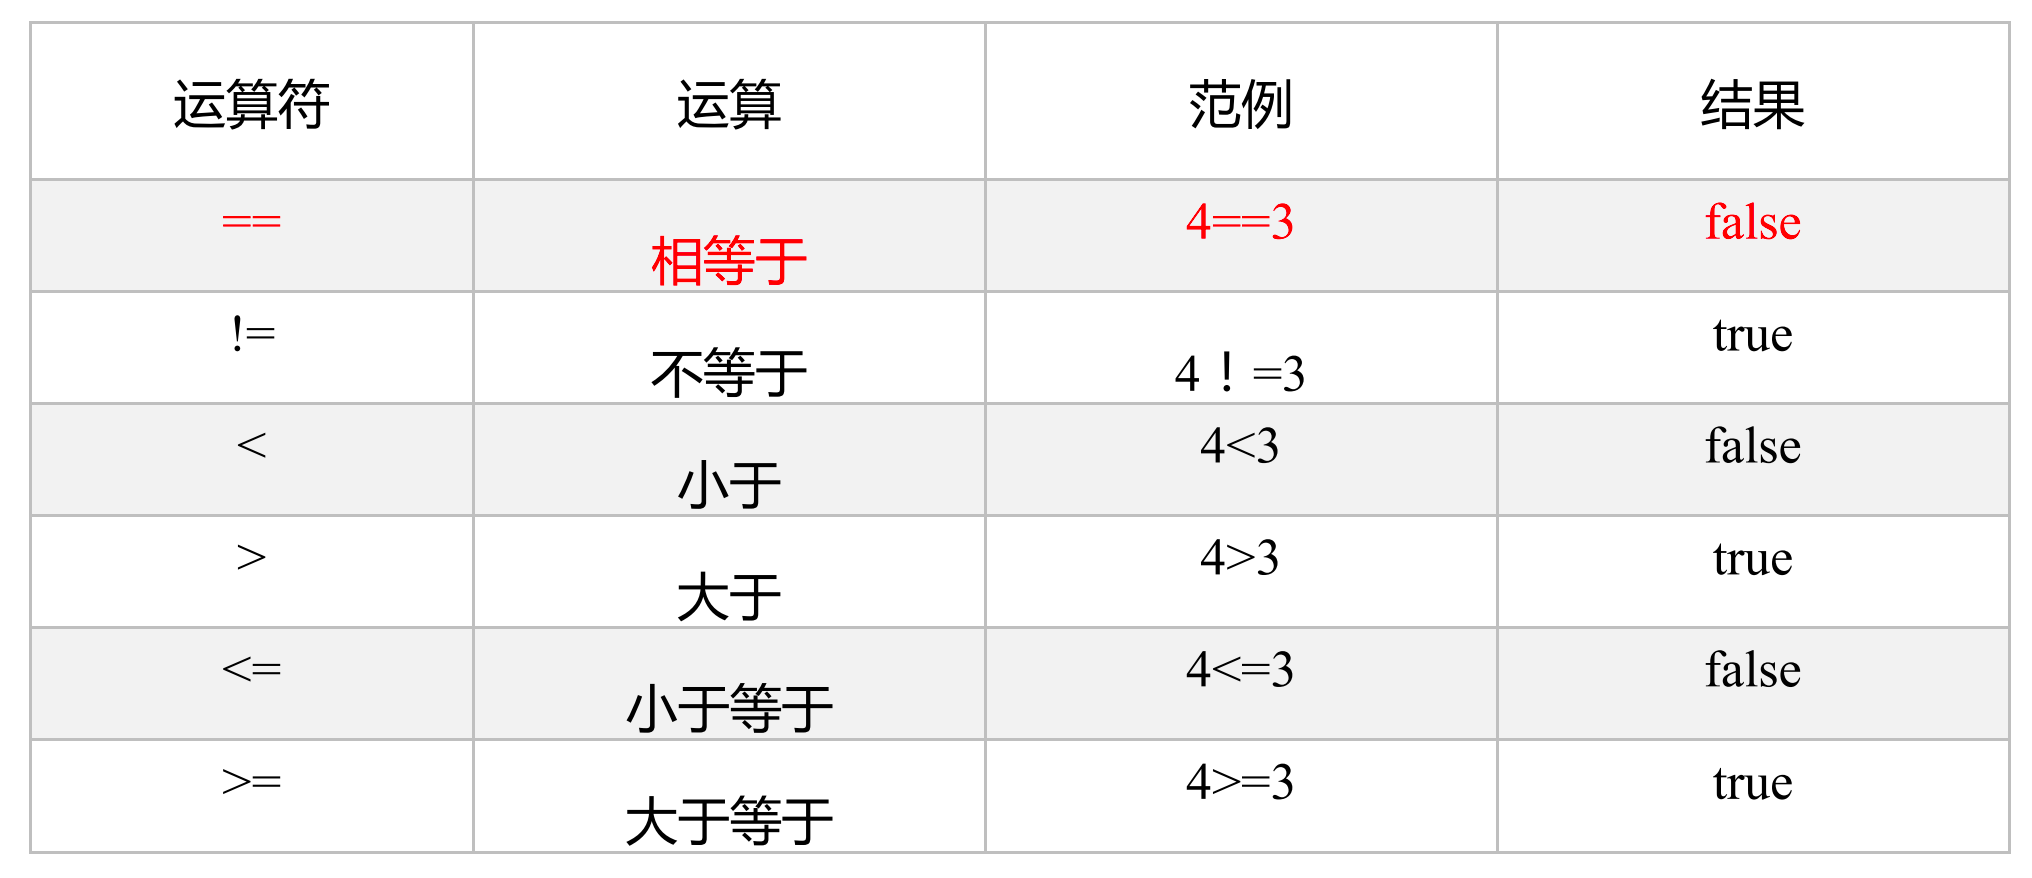 运算符 运算 范例 结果
== 相等于 4==3 false
!= 不等于 4！=3 true
< 小于 4<3 false
> 大于 4>3 true
<= 小于等于 4<=3 false
>= 大于等于 4>=3 true